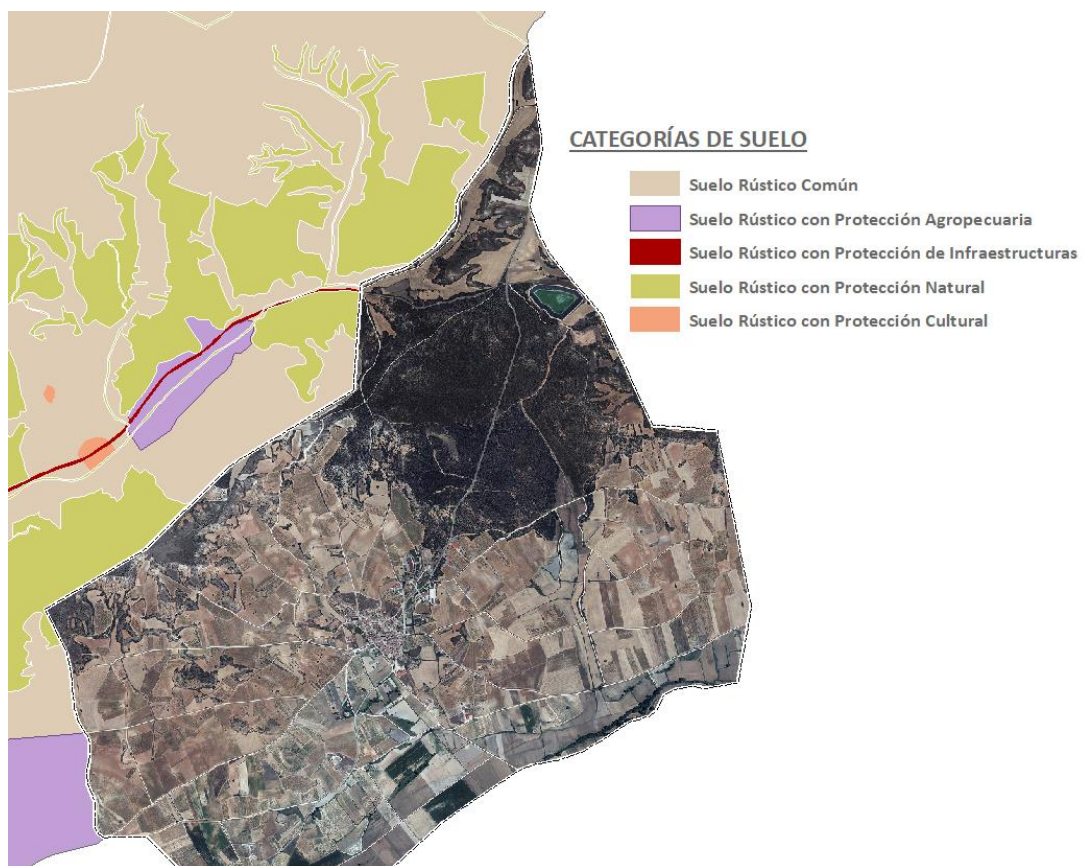 CATEGORÍAS DE SUELO
Suelo Rústico Común
Suelo Rústico con Protección Agropecuaria
Suelo Rústico con Protección de Infraestructuras
Suelo Rústico con Protección Natural
Suelo Rústico con Protección Cultural